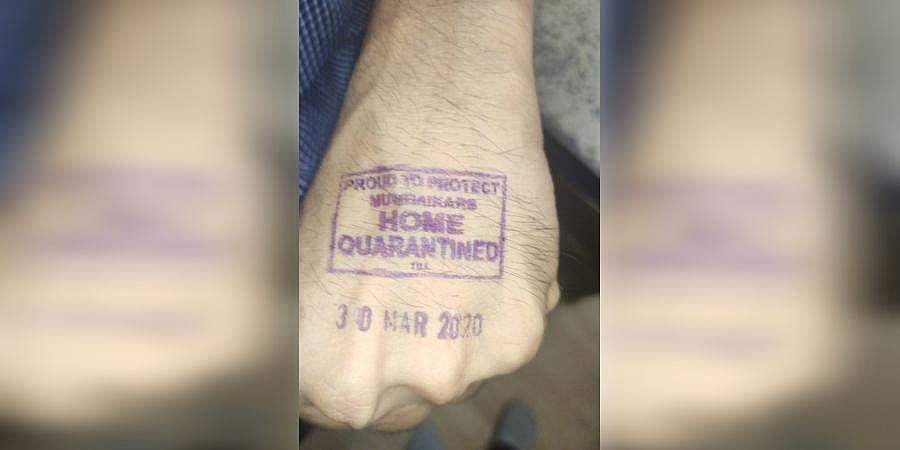 PROUD TO PROTECT
MUMBAIKARS
HOME
QUARANTINED
TILL
30 MAR 2020